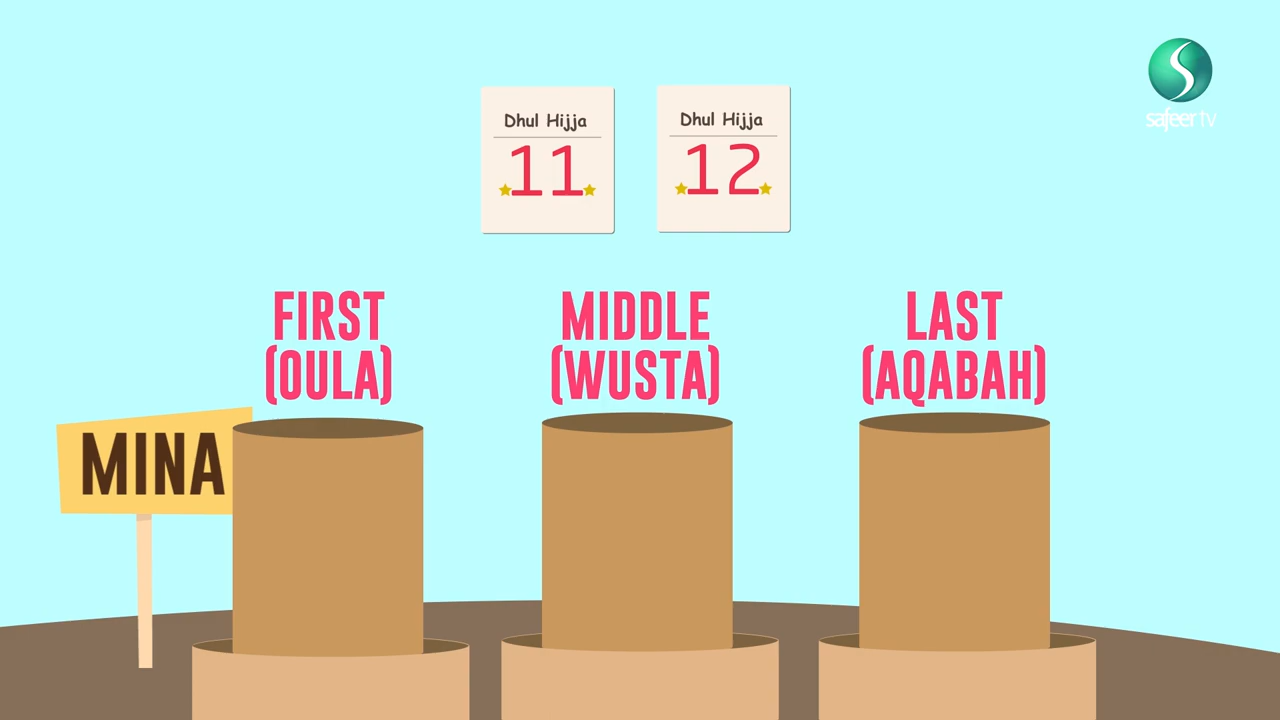 safeer tv
Dhul Hijja
11
Dhul Hijja
12
FIRST
(OULA)
MIDDLE
(WUSTA)
LAST
(AQABAH)
MINA